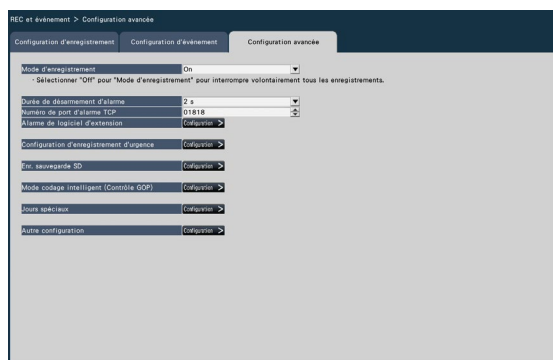 REC et évènement > Configuration avancée
Configuration d'enregistrement Configuration d'évènement Configuration avancée
Mode d'enregistrement On
· Sélectionner "Off" pour "Mode d'enregistrement" pour interrompre volontairement tous les enregistrements.
Durée de désarmement d'alarme 2 s
Numéro de port d'alarme TCP 01818
Alarme de logiciel d'extension Configuration >
Configuration d'enregistrement d'urgence Configuration >
Enr. sauvegarde SD Configuration >
Mode codage intelligent (Contrôle GOP) Configuration >
Jours spéciaux Configuration >
Autre configuration Configuration >